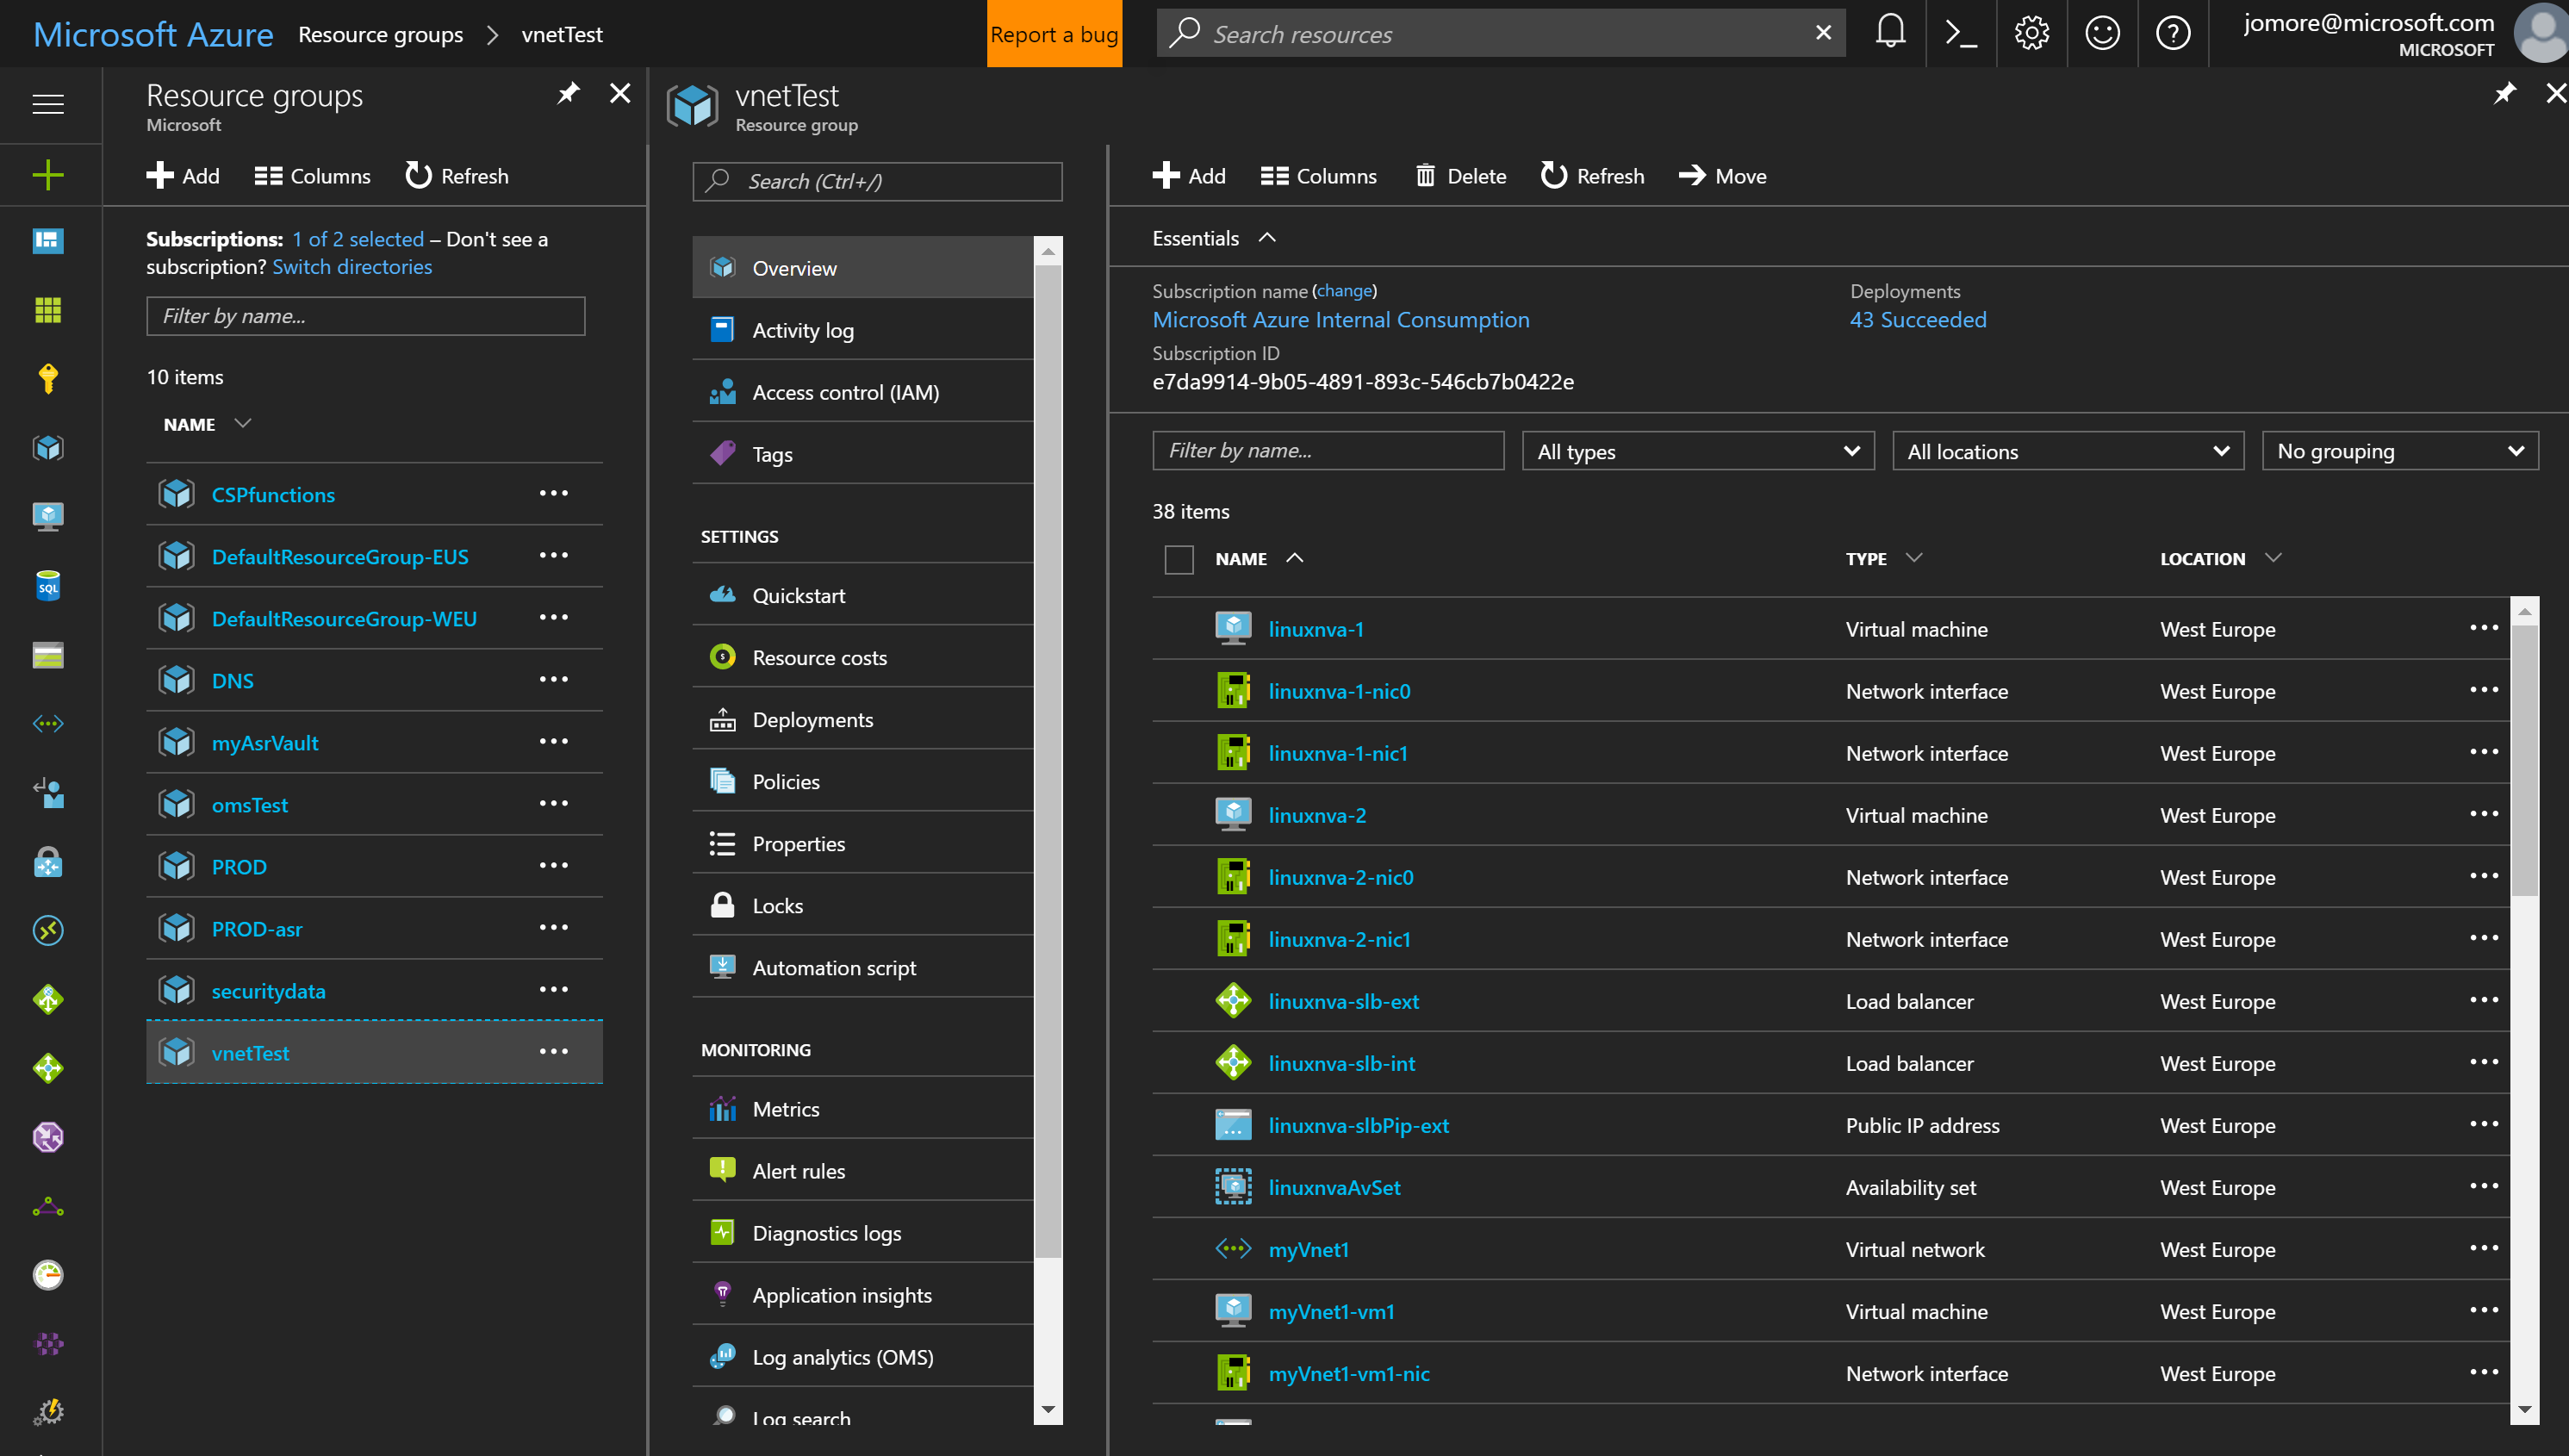 Microsoft Azure Resource groups > vnetTest
Report a bug
Search resources
jomore@microsoft.com
MICROSOFT
Resource groups
Microsoft
Add Columns Refresh
Subscriptions: 1 of 2 selected – Don't see a
subscription? Switch directories
Filter by name...
10 items
NAME
CSPfunctions
DefaultResourceGroup-EUS
DefaultResourceGroup-WEU
DNS
myAsrVault
omsTest
PROD
PROD-asr
securitydata
vnetTest
SQL
vnetTest
Resource group
Search (Ctrl+/)
Overview
Activity log
Access control (IAM)
Tags
SETTINGS
Quickstart
Resource costs
Deployments
Policies
Properties
Locks
Automation script
MONITORING
Metrics
Alert rules
Diagnostics logs
Application insights
Log analytics (OMS)
Log search
Add Columns Delete Refresh Move
Essentials
Subscription name (change)
Microsoft Azure Internal Consumption
Deployments
43 Succeeded
Subscription ID
e7da9914-9b05-4891-893c-546cb7b0422e
Filter by name... All types All locations No grouping
38 items
NAME TYPE LOCATION
linuxnva-1 Virtual machine West Europe
linuxnva-1-nic0 Network interface West Europe
linuxnva-1-nic1 Network interface West Europe
linuxnva-2 Virtual machine West Europe
linuxnva-2-nic0 Network interface West Europe
linuxnva-2-nic1 Network interface West Europe
linuxnva-slb-ext Load balancer West Europe
linuxnva-slb-int Load balancer West Europe
linuxnva-slbPip-ext Public IP address West Europe
linuxnvaAvSet Availability set West Europe
myVnet1 Virtual network West Europe
myVnet1-vm1 Virtual machine West Europe
myVnet1-vm1-nic Network interface West Europe